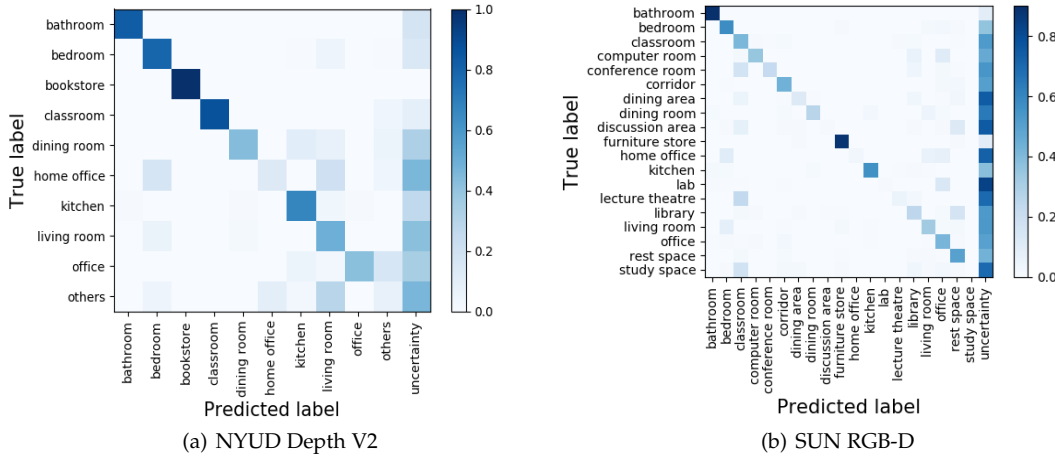 bathroom
bedroom
bookstore
classroom
dining room
home office
kitchen
living room
office
others
True label
bathroom
bedroom
bookstore
classroom
dining room
home office
kitchen
living room
office
others
uncertainty
Predicted label
1.0
0.8
0.6
0.4
0.2
0.0
(a) NYUD Depth V2
bathroom
bedroom
classroom
computer room
conference room
corridor
dining area
dining room
discussion area
furniture store
home office
kitchen
lab
lecture theatre
library
living room
office
rest space
study space
True label
bathroom
bedroom
classroom
computer room
conference room
corridor
dining area
dining room
discussion area
furniture store
home office
kitchen
lab
lecture theatre
library
living room
office
rest space
study space
uncertainty
Predicted label
0.8
0.6
0.4
0.2
0.0
(b) SUN RGB-D